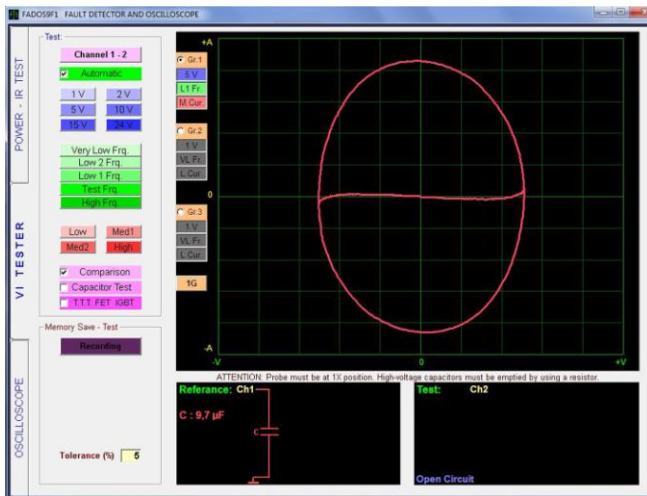 FADOS9F1 FAULT DETECTOR AND OSCILLOSCOPE
POWER - IR TEST
VI TESTER
OSCILLOSCOPE
Test:
Channel 1 - 2
Automatic
1 V
2 V
5 V
10 V
15 V
24 V
Very Low Frq.
Low 2 Frq.
Low 1 Frq.
Test Frq.
High Frq.
Low
Med1
Med2
High
Comparison
Capacitor Test
T.T.T. FET IGBT
Memory Save - Test
Recording
Tolerance (%) 5
Gr.1
5 V
L1 Fr.
M.Cur.
Gr.2
1 V
VL Fr.
L.Cur.
Gr.3
1 V
VL Fr.
L.Cur.
1G
+A
0
-A
-V
0
+V
ATTENTION: Probe must be at 1X position. High-voltage capacitors must be emptied by using a resistor.
Referance: Ch1
C : 9,7 µF
C
Test: Ch2
Open Circuit